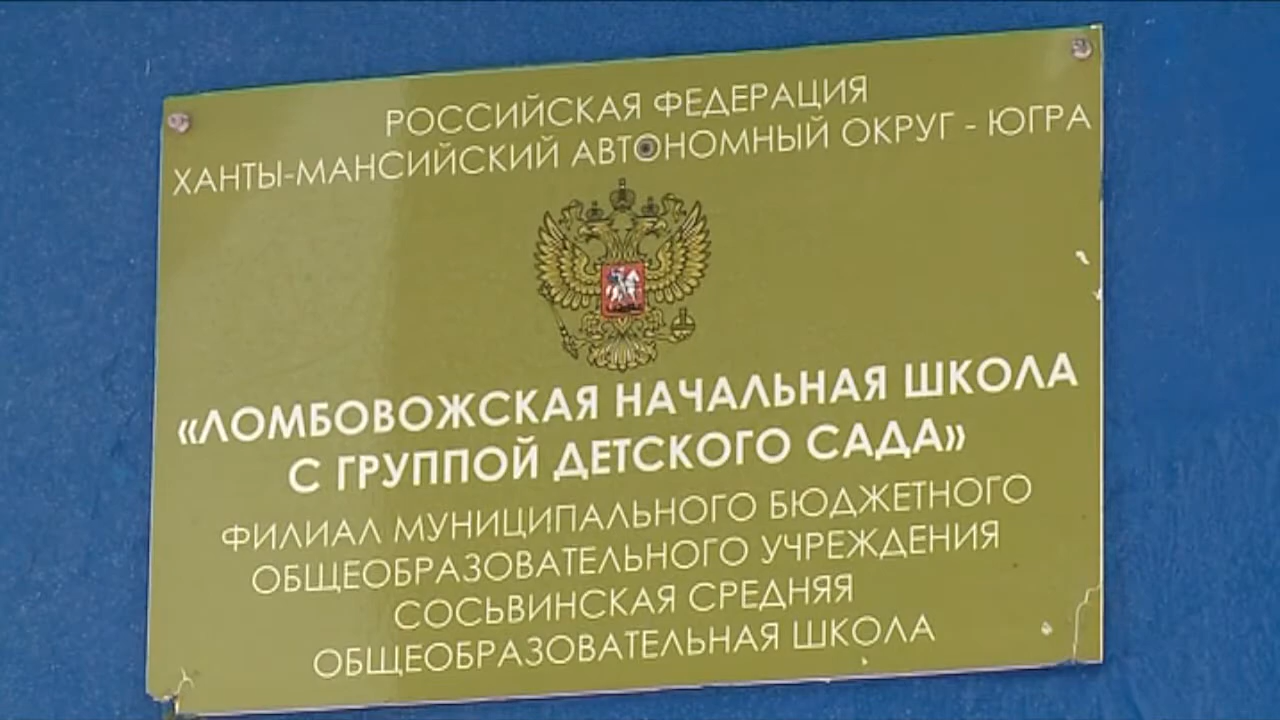 РОССИЙСКАЯ ФЕДЕРАЦИЯ
ХАНТЫ-МАНСИЙСКИЙ АВТОНОМНЫЙ ОКРУГ - ЮГРА
«ЛОМБОВОЖСКАЯ НАЧАЛЬНАЯ ШКОЛА
С ГРУППОЙ ДЕТСКОГО САДА»
ФИЛИАЛ МУНИЦИПАЛЬНОГО БЮДЖЕТНОГО
ОБЩЕОБРАЗОВАТЕЛЬНОГО УЧРЕЖДЕНИЯ
СОСЬВИНСКАЯ СРЕДНЯЯ
ОБЩЕОБРАЗОВАТЕЛЬНАЯ ШКОЛА